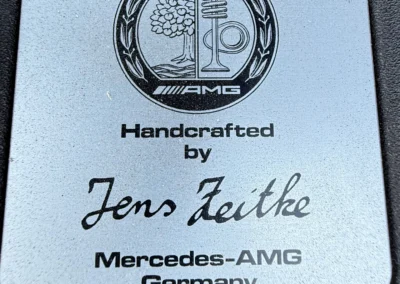 AMG
Handcrafted
by
Jens Zeitke
Mercedes-AMG
Germany